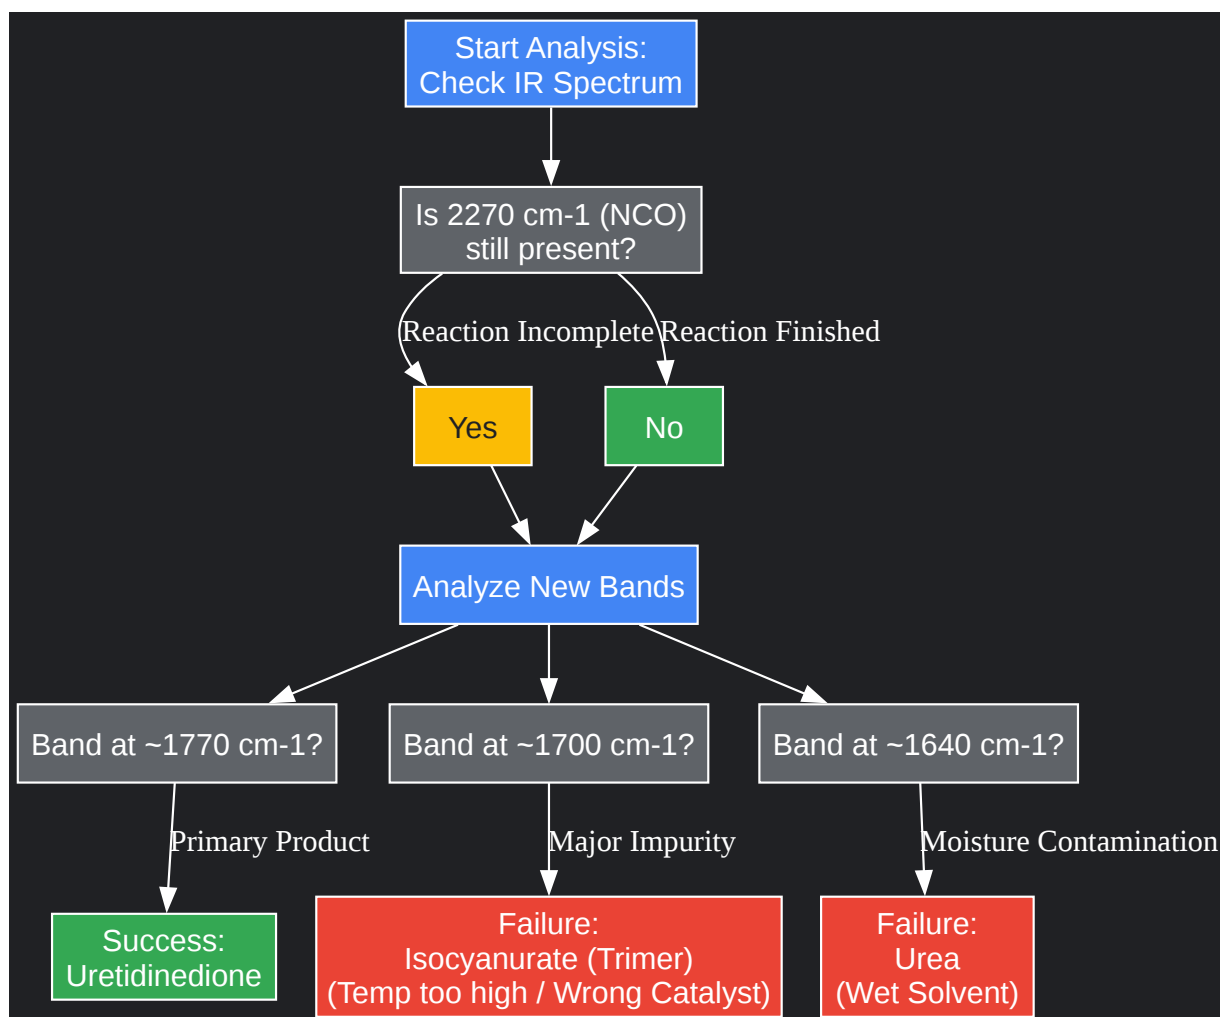 Start Analysis:
Check IR Spectrum
Is 2270 cm-1 (NCO)
still present?
Reaction Incomplete
Reaction Finished
Yes
No
Analyze New Bands
Band at ~1770 cm-1?
Band at ~1700 cm-1?
Band at ~1640 cm-1?
Primary Product
Major Impurity
Moisture Contamination
Success:
Uretidinedione
Failure:
Isocyanurate (Trimer)
(Temp too high / Wrong Catalyst)
Failure:
Urea
(Wet Solvent)